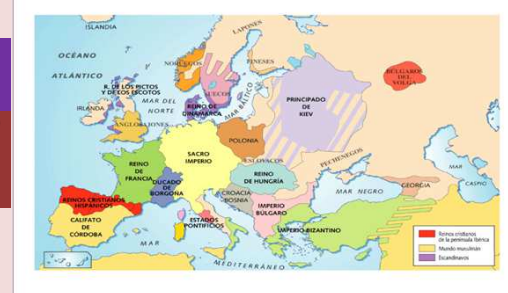 ISLANDIA
LAPONES
OCÉANO
ATLÁNTICO
NORUEGOS
FINESES
SUECOS
BÚLGAROS
DEL
VOLGA
R. DE LOS PICTOS
Y DE LOS ESCOTOS
MAR DEL
NORTE
REINO DE
DINAMARCA
MAR BÁLTICO
PRINCIPADO
DE
KIEV
IRLANDA
ANGLOSAJONES
POLONIA
SACRO
IMPERIO
ESLOVACOS
PECHENEGOS
REINO
DE
FRANCIA
DUCADO
DE
BORGOÑA
REINO
DE HUNGRÍA
MAR
CASPIO
CROACIA
BOSNIA
MAR NEGRO
GEORGIA
REINOS CRISTIANOS
HISPÁNICOS
IMPERIO
BÚLGARO
CALIFATO
DE
CÓRDOBA
ESTADOS
PONTIFICIOS
IMPERIO BIZANTINO
MAR
MEDITERRÁNEO
Reinos cristianos
de la península Ibérica
Mundo musulmán
Escandinavos